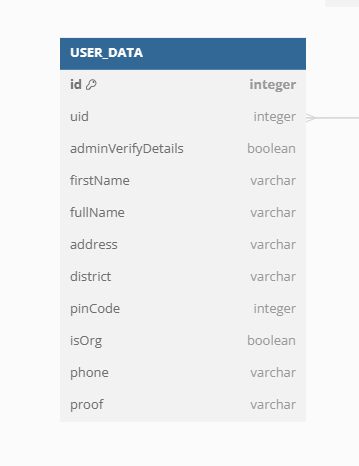 USER_DATA
id integer
uid integer
adminVerifyDetails boolean
firstName varchar
fullName varchar
address varchar
district varchar
pinCode integer
isOrg boolean
phone varchar
proof varchar